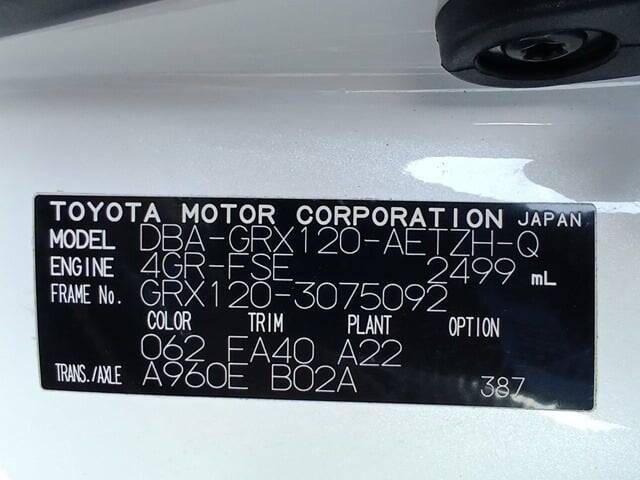 TOYOTA MOTOR CORPORATION JAPAN
MODEL DBA-GRX120-AETZH-Q
ENGINE 4GR-FSE 2499 mL
FRAME No. GRX120-3075092
COLOR TRIM PLANT OPTION
062 FA40 A22
TRANS./AXLE A960E B02A 387